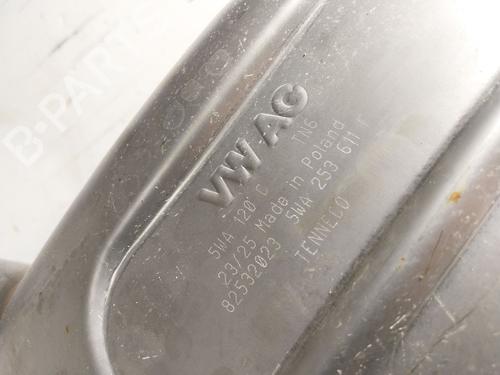 B-PARTS
VW AG
TN6
5WA 120° C
23/25 Made in Poland
82532023 5WA 253 611 F
TENNECO